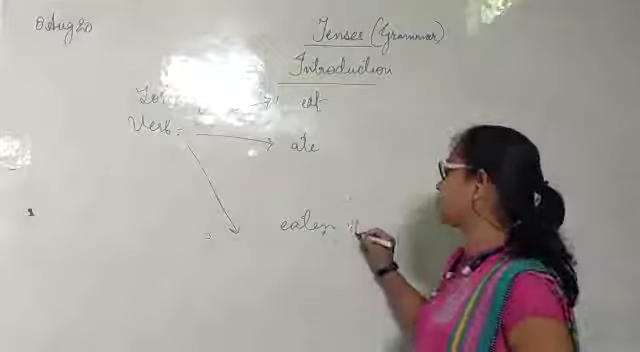 8 Aug 20
Tenses (Grammar)
Introduction
eat
Verb :
ate
eaten